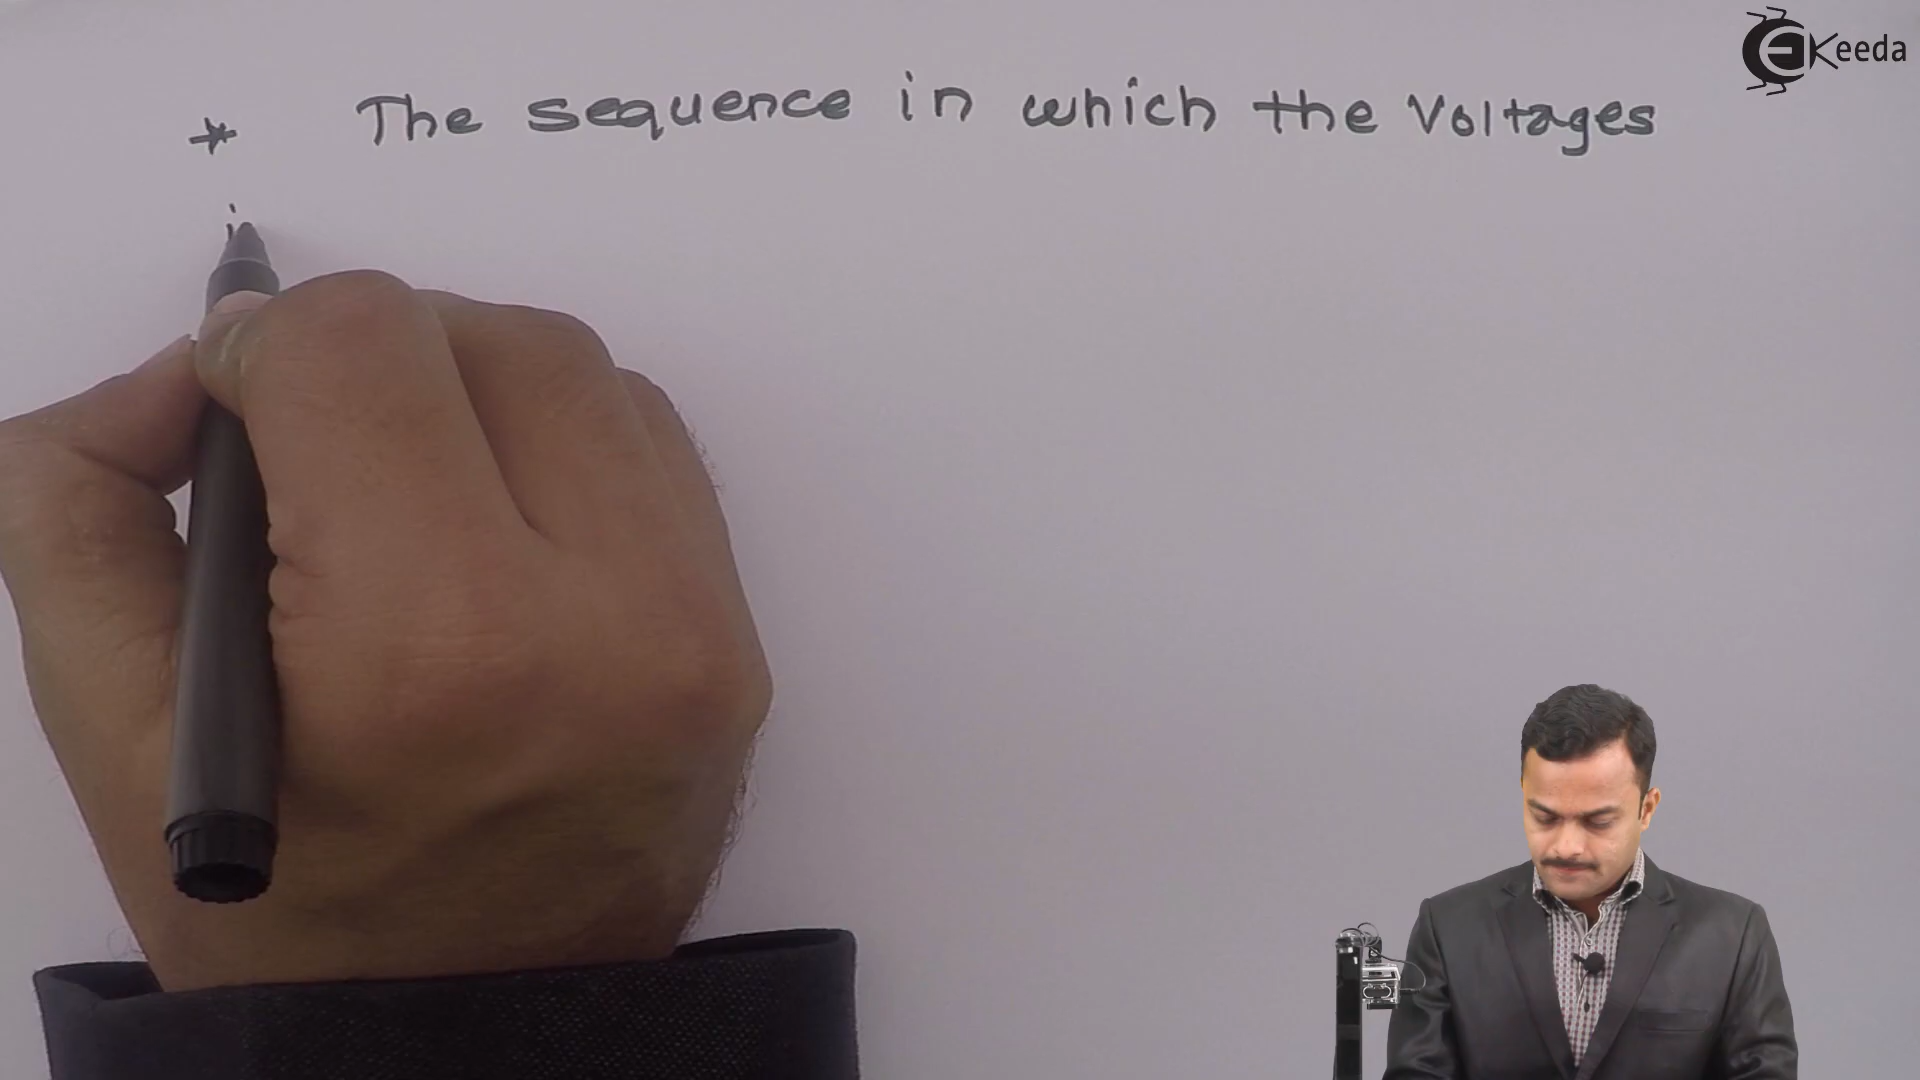 Keeda
* The sequence in which the Voltages
i